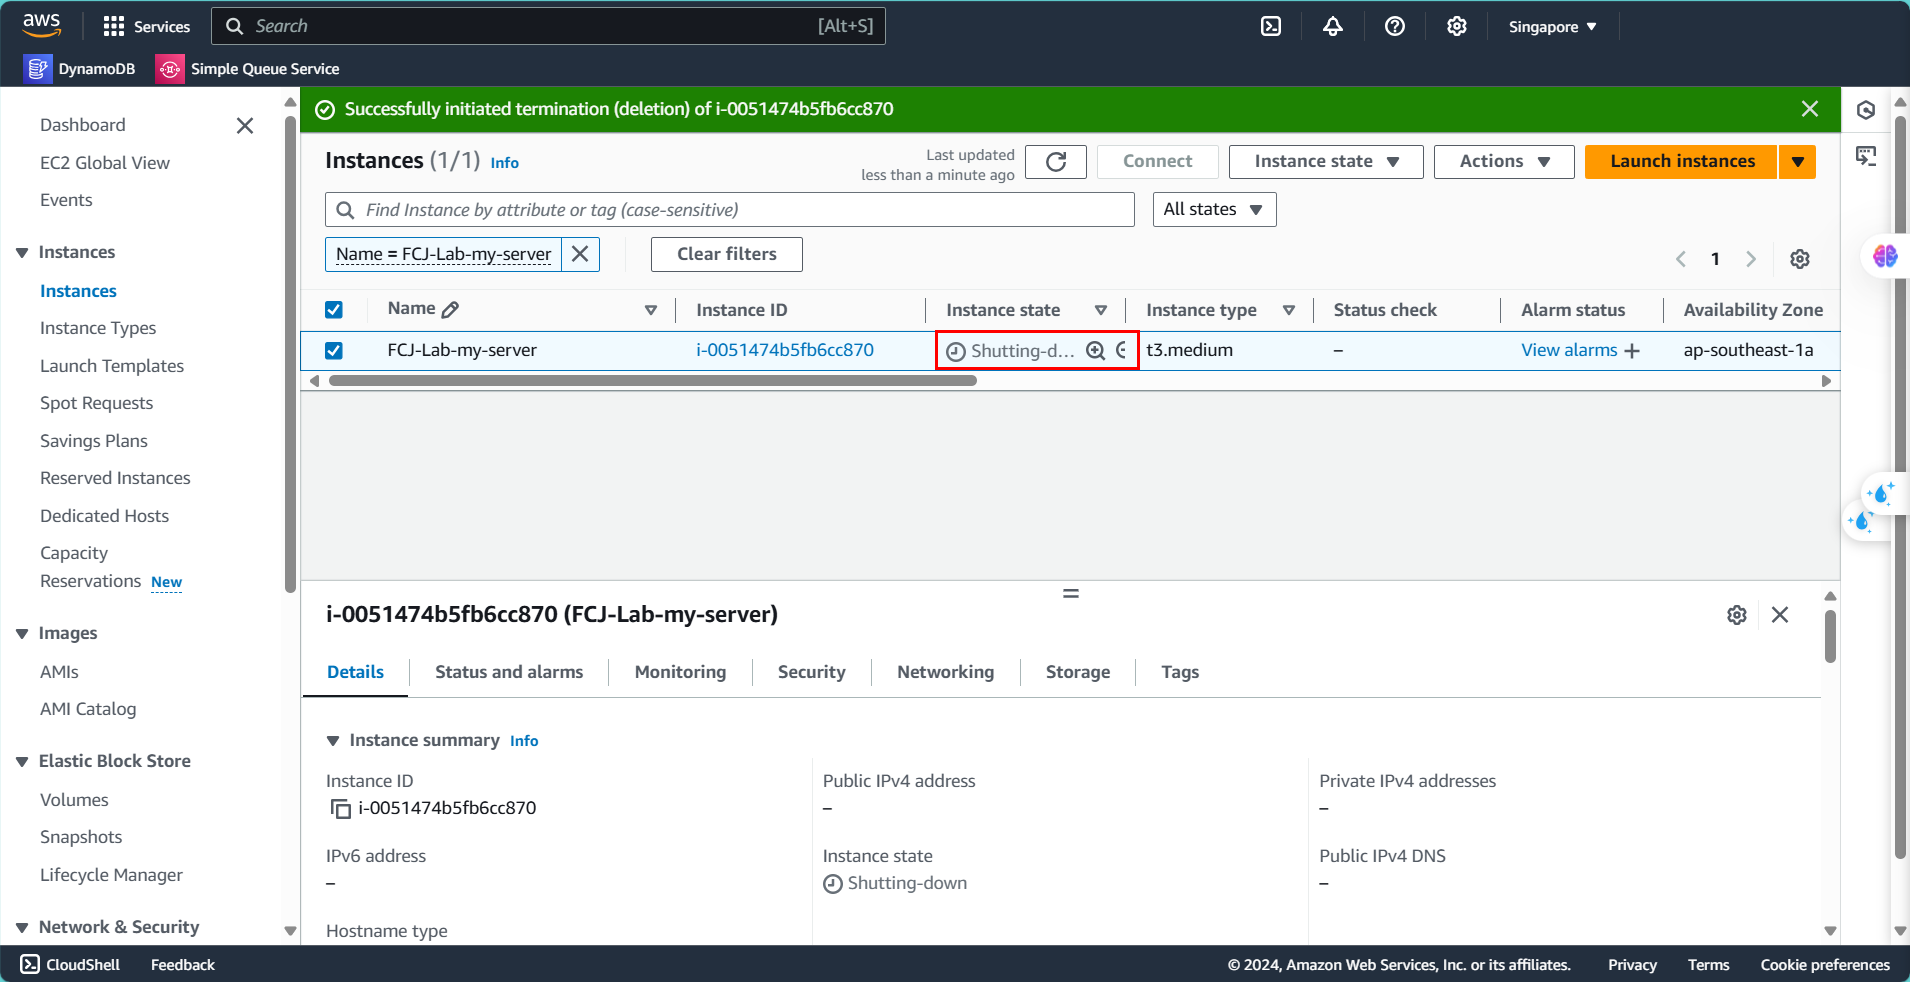 aws
Services
Search
[Alt+S]
Singapore
DynamoDB
Simple Queue Service
Dashboard
EC2 Global View
Events
Instances
Instances
Instance Types
Launch Templates
Spot Requests
Savings Plans
Reserved Instances
Dedicated Hosts
Capacity
Reservations New
Images
AMIs
AMI Catalog
Elastic Block Store
Volumes
Snapshots
Lifecycle Manager
Network & Security
Successfully initiated termination (deletion) of i-0051474b5fb6cc870
Instances (1/1) Info
Last updated
less than a minute ago
Connect
Instance state
Actions
Launch instances
Find Instance by attribute or tag (case-sensitive)
All states
Name = FCJ-Lab-my-server
Clear filters
1
Name
Instance ID
Instance state
Instance type
Status check
Alarm status
Availability Zone
FCJ-Lab-my-server
i-0051474b5fb6cc870
Shutting-d...
t3.medium
–
View alarms +
ap-southeast-1a
i-0051474b5fb6cc870 (FCJ-Lab-my-server)
Details
Status and alarms
Monitoring
Security
Networking
Storage
Tags
Instance summary Info
Instance ID
i-0051474b5fb6cc870
Public IPv4 address
–
Private IPv4 addresses
–
IPv6 address
–
Instance state
Shutting-down
Public IPv4 DNS
–
Hostname type
CloudShell
Feedback
© 2024, Amazon Web Services, Inc. or its affiliates.
Privacy
Terms
Cookie preferences